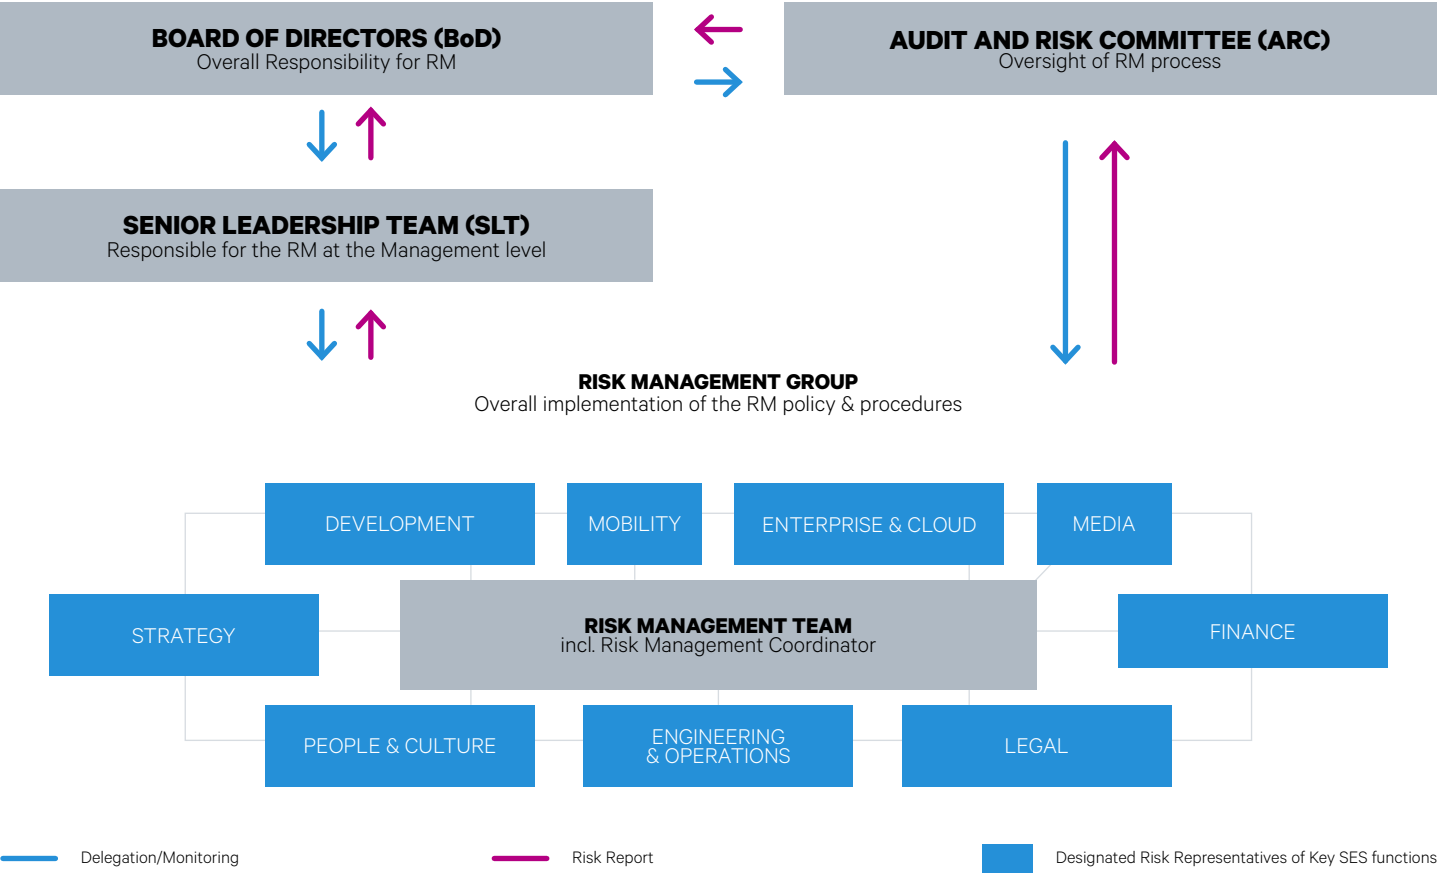 BOARD OF DIRECTORS (BoD)
Overall Responsibility for RM
AUDIT AND RISK COMMITTEE (ARC)
Oversight of RM process
SENIOR LEADERSHIP TEAM (SLT)
Responsible for the RM at the Management level
RISK MANAGEMENT GROUP
Overall implementation of the RM policy & procedures
DEVELOPMENT
MOBILITY
ENTERPRISE & CLOUD
MEDIA
STRATEGY
RISK MANAGEMENT TEAM
incl. Risk Management Coordinator
FINANCE
PEOPLE & CULTURE
ENGINEERING
& OPERATIONS
LEGAL
Delegation/Monitoring
Risk Report
Designated Risk Representatives of Key SES functions